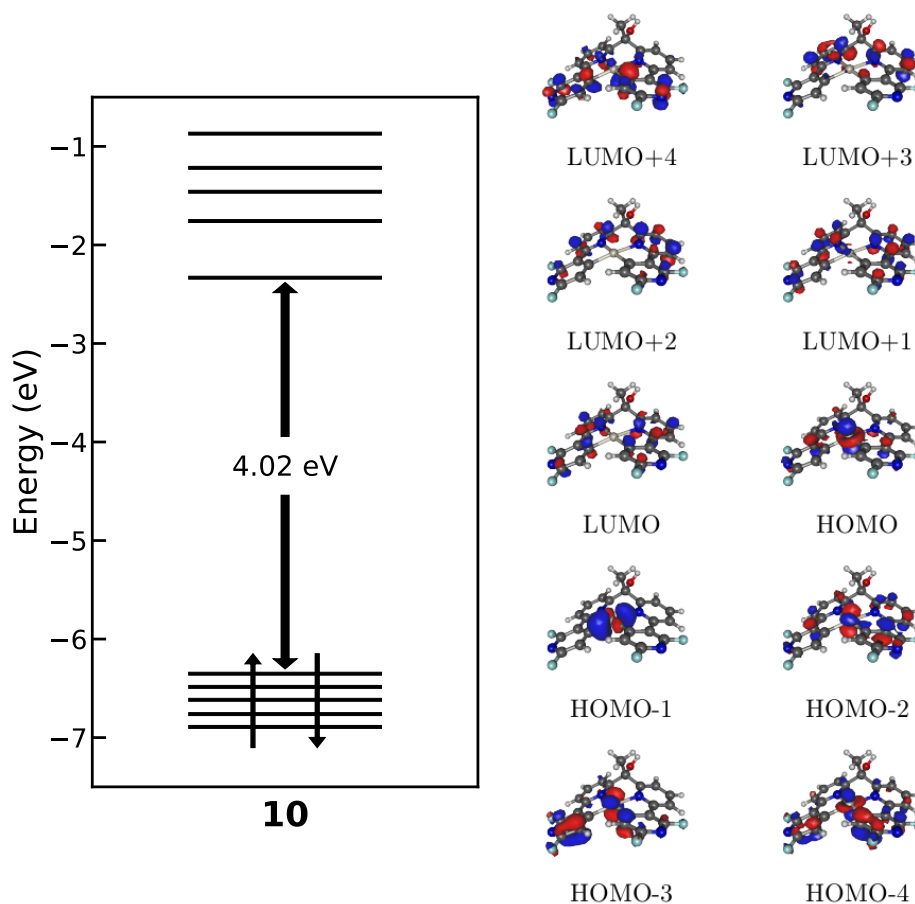 Energy (eV)
−1
−2
−3
−4
−5
−6
−7
4.02 eV
10
LUMO+4 LUMO+3
LUMO+2 LUMO+1
LUMO HOMO
HOMO-1 HOMO-2
HOMO-3 HOMO-4